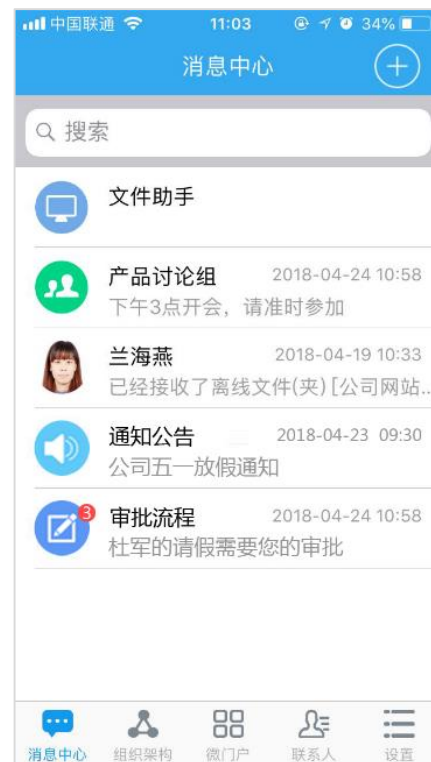 中国联通 11:03 34%
消息中心
搜索
文件助手
产品讨论组 2018-04-24 10:58
下午3点开会，请准时参加
兰海燕 2018-04-19 10:33
已经接收了离线文件(夹)[公司网站..
通知公告 2018-04-23 09:30
公司五一放假通知
3
审批流程 2018-04-24 10:58
杜军的请假需要您的审批
消息中心 组织架构 微门户 联系人 设置